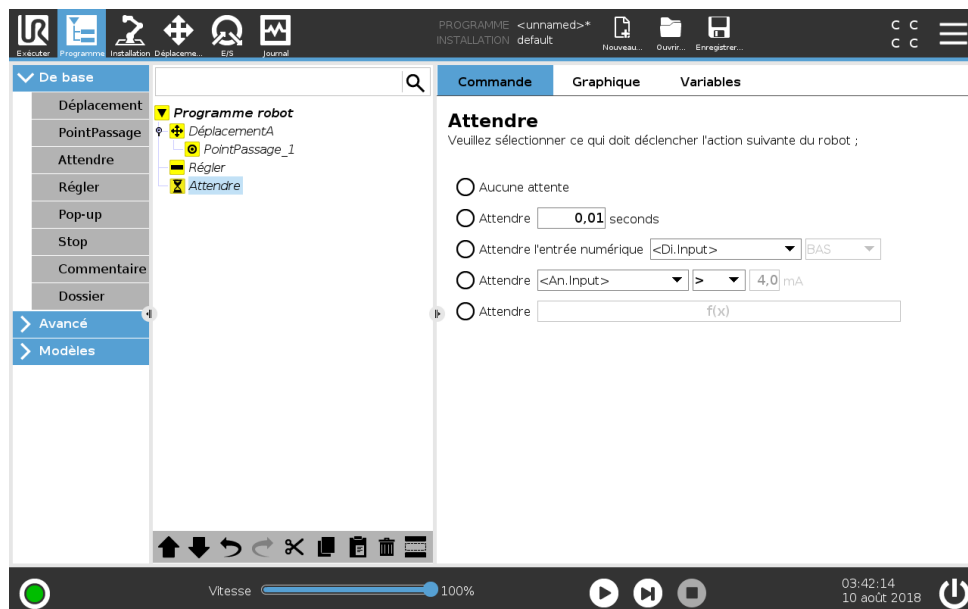 PROGRAMME <unnamed>*
INSTALLATION default
C C
C C
Exécuter Programme Installation Déplaceme... E/S Journal
Nouveau... Ouvrir... Enregistrer...
De base
Déplacement
PointPassage
Attendre
Régler
Pop-up
Stop
Commentaire
Dossier
Avancé
Modèles
Programme robot
DéplacementA
PointPassage_1
Régler
Attendre
Commande Graphique Variables
Attendre
Veuillez sélectionner ce qui doit déclencher l'action suivante du robot ;
Aucune attente
Attendre 0,01 seconds
Attendre l'entrée numérique <Di.Input> BAS
Attendre <An.Input> > 4,0 mA
Attendre f(x)
Vitesse 100%
03:42:14
10 août 2018